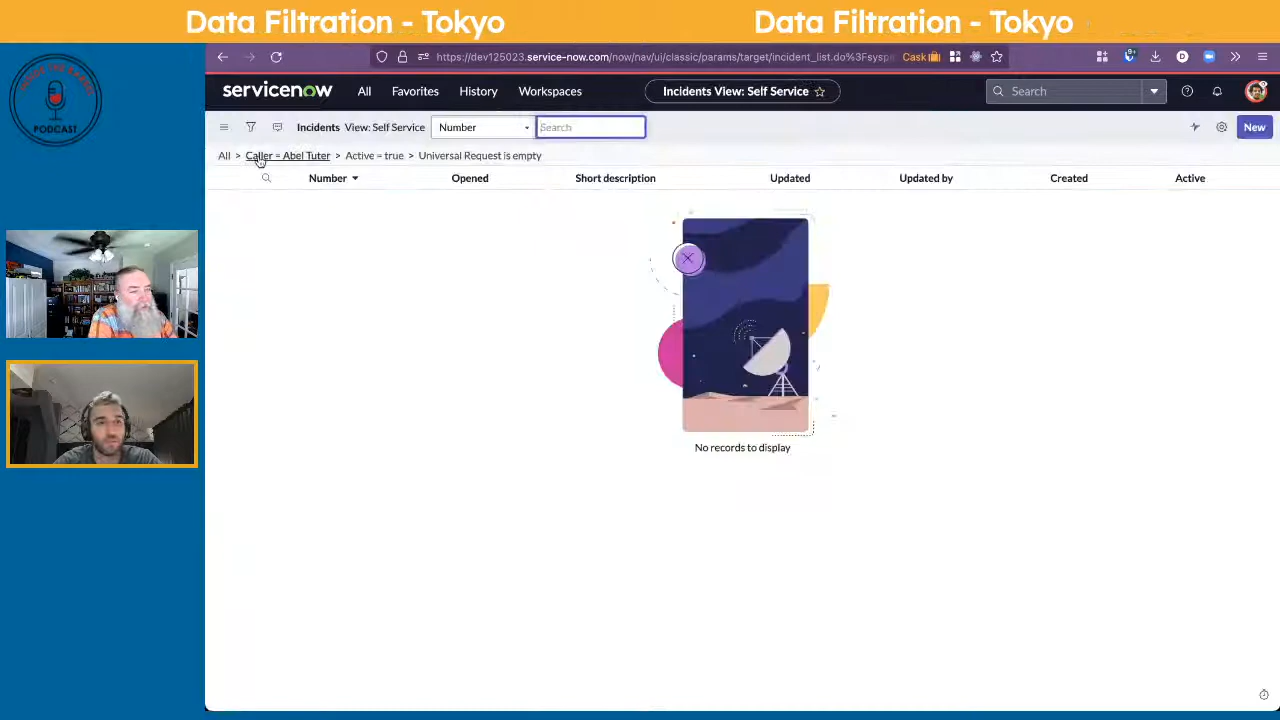 Data Filtration - Tokyo
Data Filtration - Tokyo
PODCAST
https://dev125023.service-now.com/now/nav/ui/classic/params/target/incident_list.do%3Fsysp
Cask
servicenow
All
Favorites
History
Workspaces
Incidents View: Self Service
Search
Incidents View: Self Service
Number
Search
New
All > Caller = Abel Tuter > Active = true > Universal Request is empty
Number
Opened
Short description
Updated
Updated by
Created
Active
No records to display